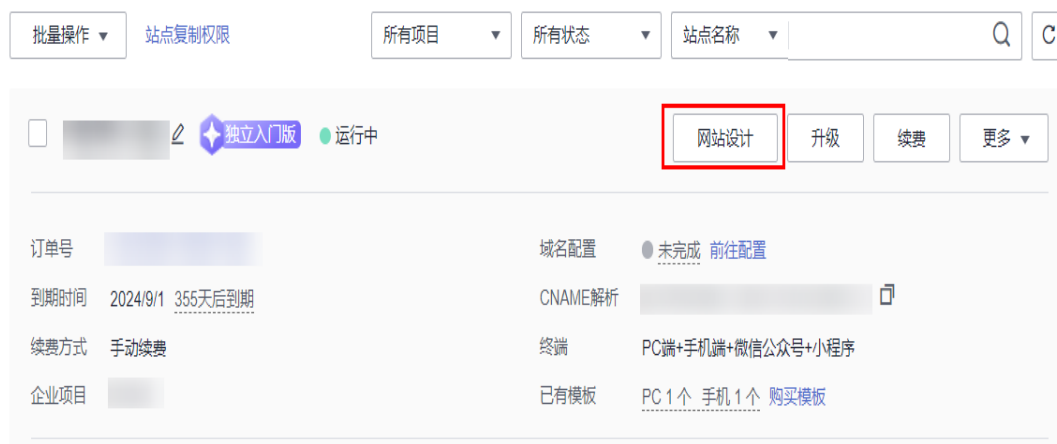 批量操作 站点复制权限 所有项目 所有状态 站点名称
独立入门版 运行中 网站设计 升级 续费 更多
订单号 域名配置 未完成 前往配置
到期时间 2024/9/1 355天后到期 CNAME解析
续费方式 手动续费 终端 PC端+手机端+微信公众号+小程序
企业项目 已有模板 PC 1 个 手机 1 个 购买模板